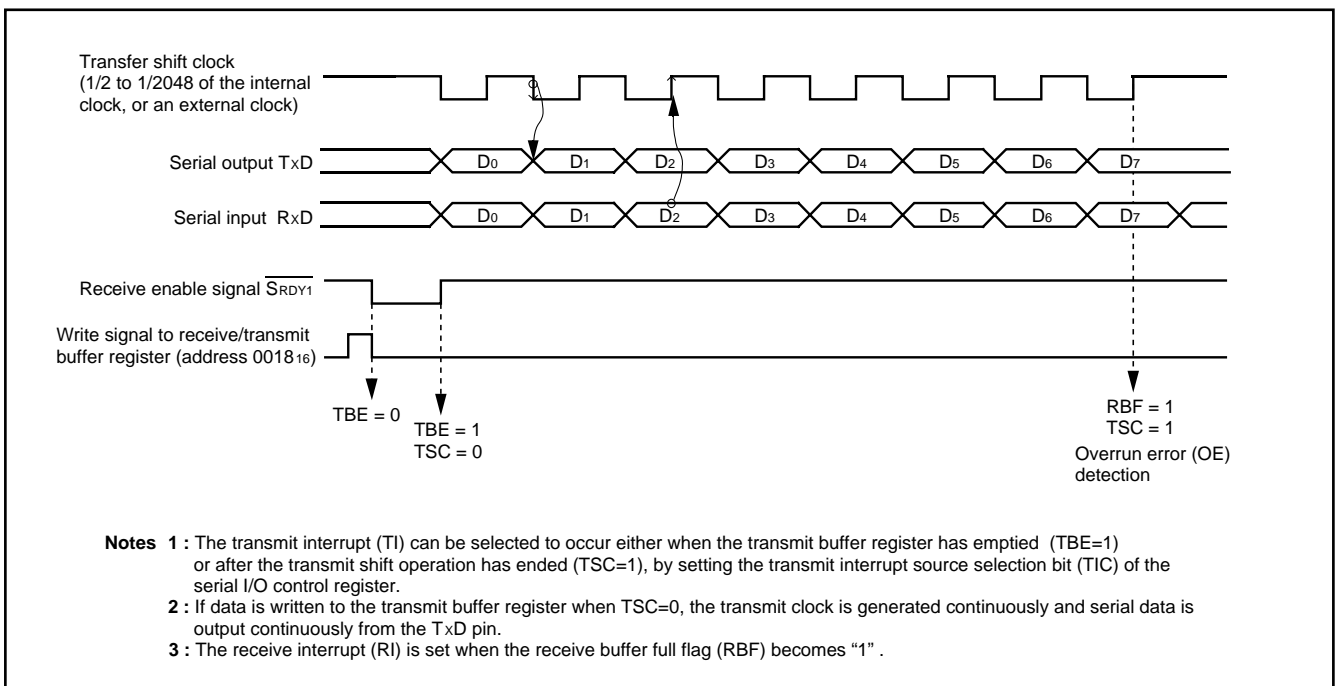 Transfer shift clock
(1/2 to 1/2048 of the internal
clock, or an external clock)
Serial output TxD
D0 D1 D2 D3 D4 D5 D6 D7
Serial input RxD
D0 D1 D2 D3 D4 D5 D6 D7
Receive enable signal SRDY1
Write signal to receive/transmit
buffer register (address 001816)
TBE = 0
TBE = 1
TSC = 0
RBF = 1
TSC = 1
Overrun error (OE)
detection
Notes 1 : The transmit interrupt (TI) can be selected to occur either when the transmit buffer register has emptied (TBE=1)
or after the transmit shift operation has ended (TSC=1), by setting the transmit interrupt source selection bit (TIC) of the
serial I/O control register.
2 : If data is written to the transmit buffer register when TSC=0, the transmit clock is generated continuously and serial data is
output continuously from the TxD pin.
3 : The receive interrupt (RI) is set when the receive buffer full flag (RBF) becomes “1” .